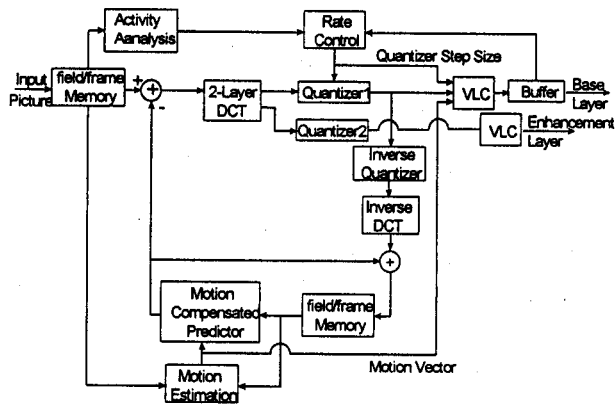 Activity
Aanalysis
Rate
Control
Quantizer Step Size
Input
Picture
field/frame
Memory
+
+
-
2-Layer
DCT
Quantizer1
VLC
Buffer
Base
Layer
Quantizer2
VLC
Enhancement
Layer
Inverse
Quantizer
Inverse
DCT
+
Motion
Compensated
Predictor
field/frame
Memory
Motion Vector
Motion
Estimation